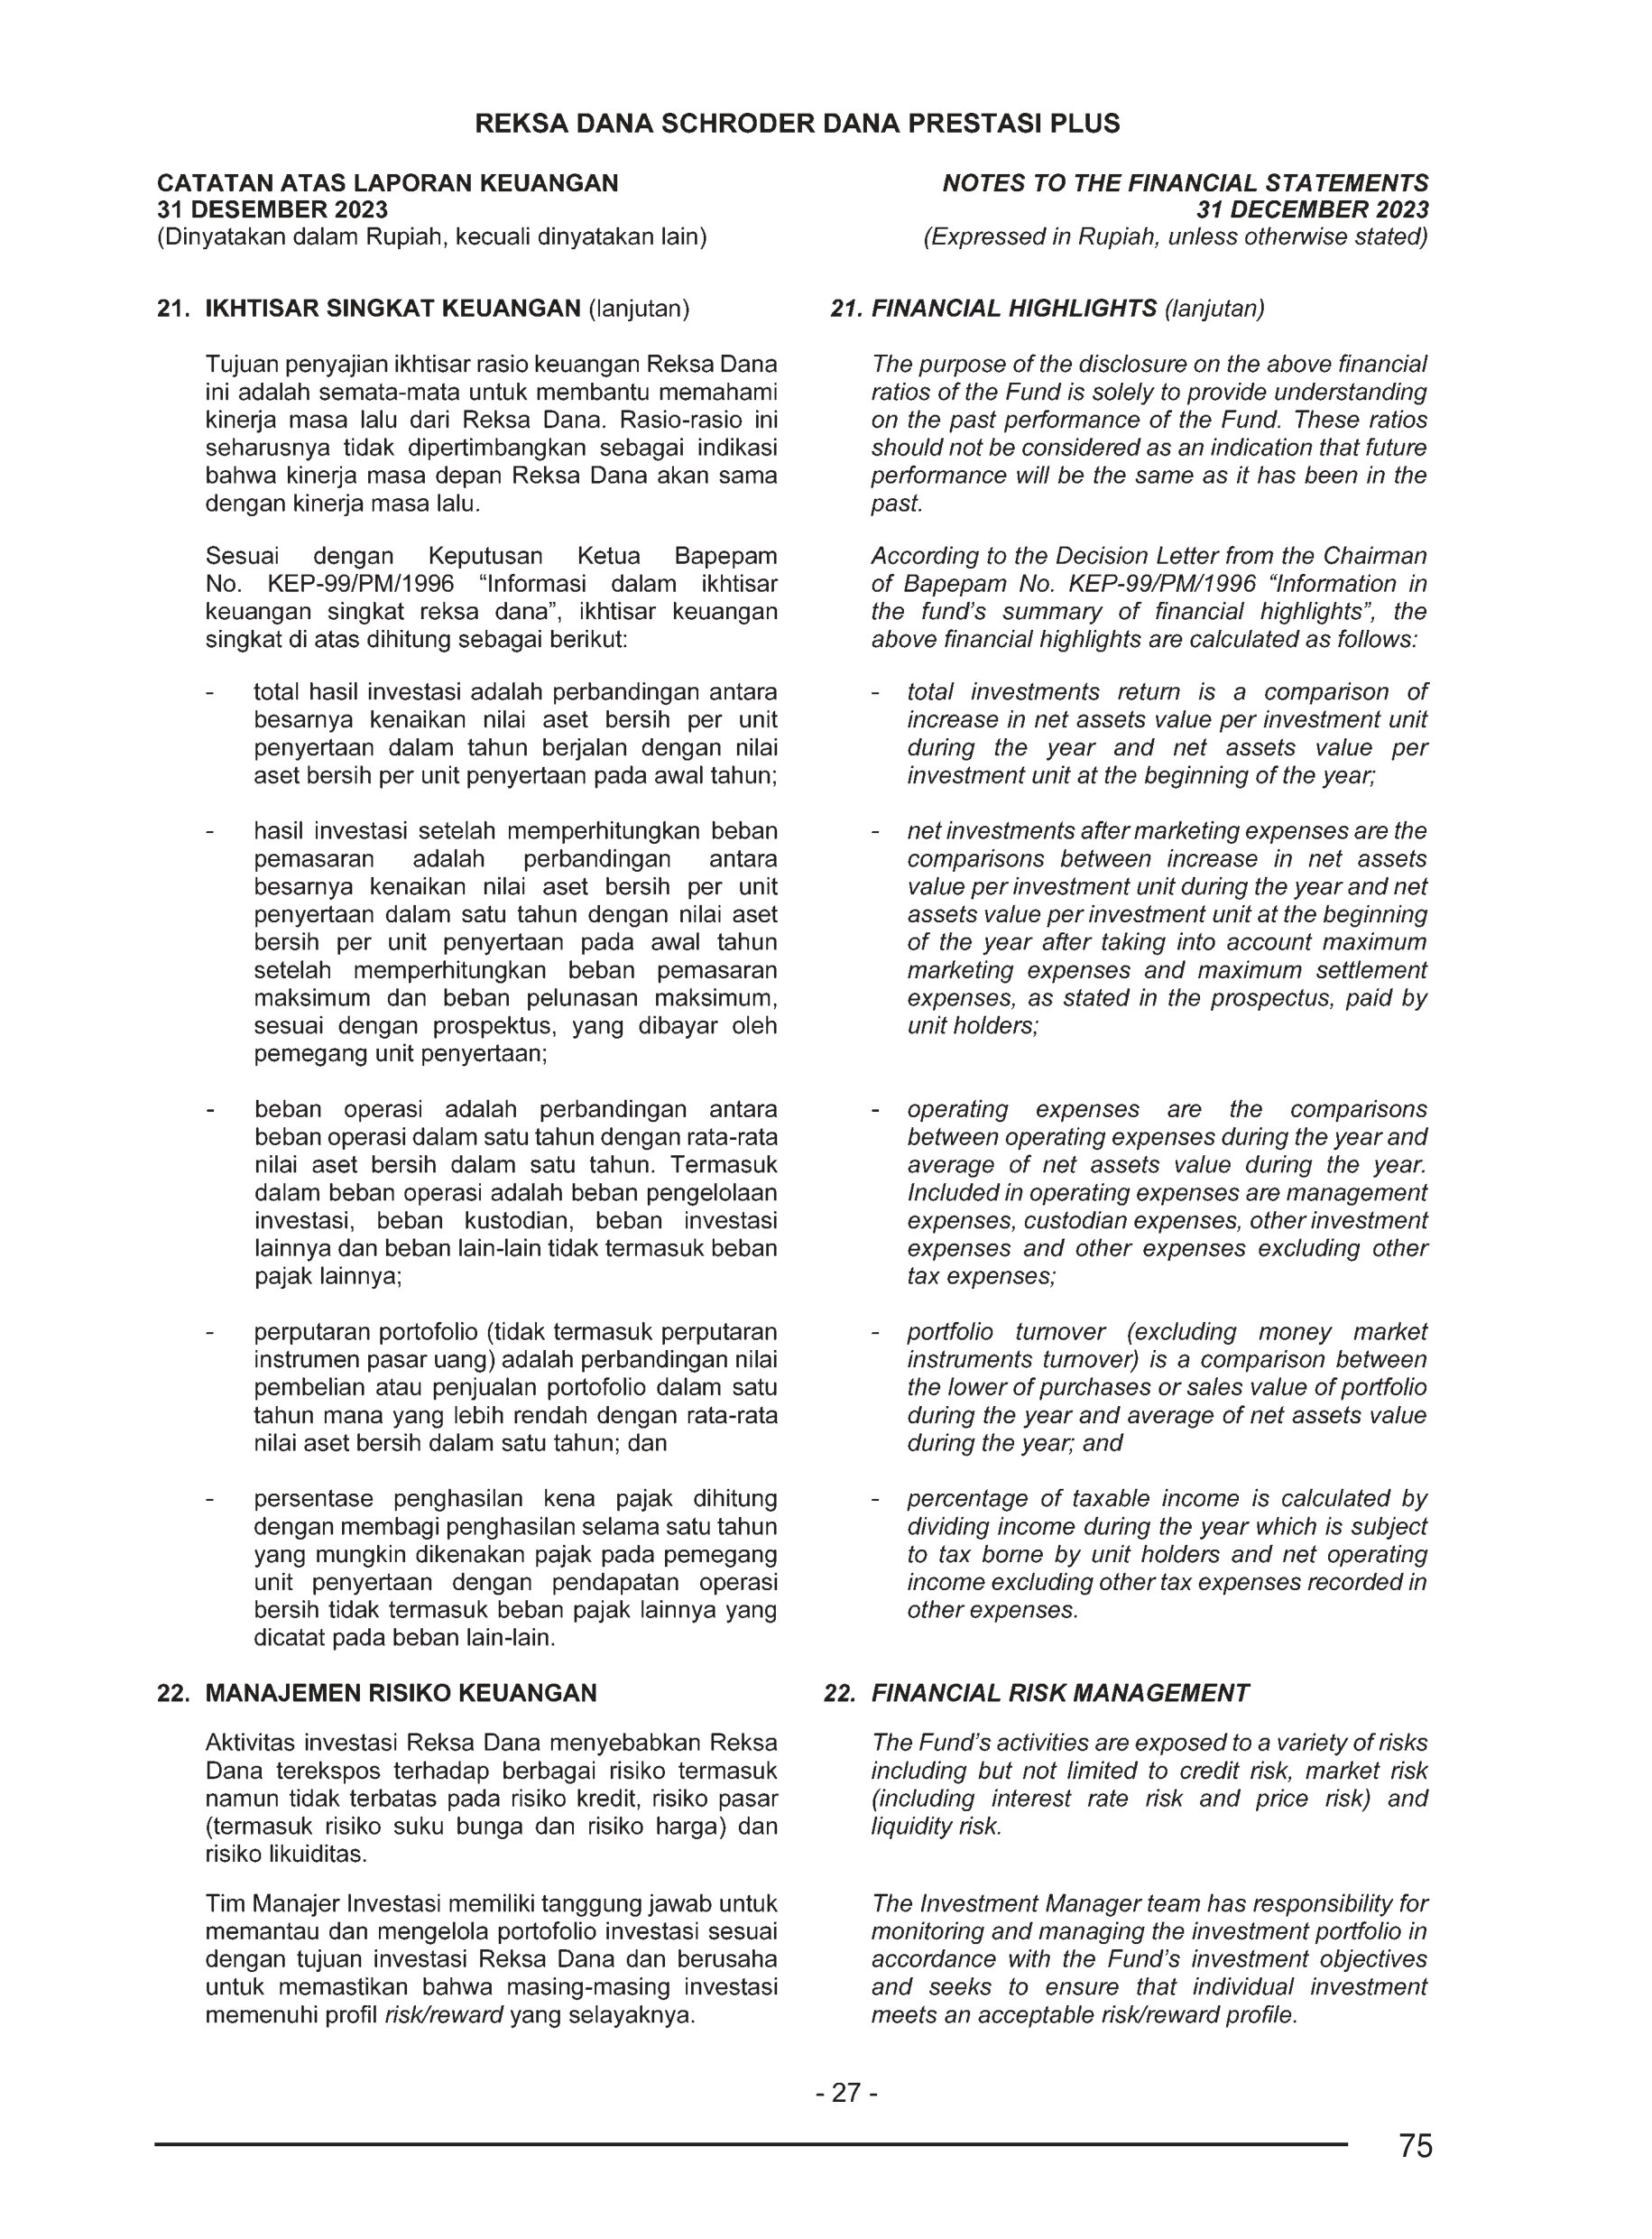 REKSA DANA SCHRODER DANA PRESTASI PLUS
CATATAN ATAS LAPORAN KEUANGAN
31 DESEMBER 2023
(Dinyatakan dalam Rupiah, kecuali dinyatakan lain)
NOTES TO THE FINANCIAL STATEMENTS
31 DECEMBER 2023
(Expressed in Rupiah, unless otherwise stated)
21. IKHTISAR SINGKAT KEUANGAN (lanjutan)
Tujuan penyajian ikhtisar rasio keuangan Reksa Dana
ini adalah semata-mata untuk membantu memahami
kinerja masa lalu dari Reksa Dana. Rasio-rasio ini
seharusnya tidak dipertimbangkan sebagai indikasi
bahwa kinerja masa depan Reksa Dana akan sama
dengan kinerja masa lalu.
Sesuai dengan Keputusan Ketua Bapepam
No. KEP-99/PM/1996 “Informasi dalam ikhtisar
keuangan singkat reksa dana”, ikhtisar keuangan
singkat di atas dihitung sebagai berikut:
- total hasil investasi adalah perbandingan antara
besarnya kenaikan nilai aset bersih per unit
penyertaan dalam tahun berjalan dengan nilai
aset bersih per unit penyertaan pada awal tahun;
- hasil investasi setelah memperhitungkan beban
pemasaran adalah perbandingan antara
besarnya kenaikan nilai aset bersih per unit
penyertaan dalam satu tahun dengan nilai aset
bersih per unit penyertaan pada awal tahun
setelah memperhitungkan beban pemasaran
maksimum dan beban pelunasan maksimum,
sesuai dengan prospektus, yang dibayar oleh
pemegang unit penyertaan;
- beban operasi adalah perbandingan antara
beban operasi dalam satu tahun dengan rata-rata
nilai aset bersih dalam satu tahun. Termasuk
dalam beban operasi adalah beban pengelolaan
investasi, beban kustodian, beban investasi
lainnya dan beban lain-lain tidak termasuk beban
pajak lainnya;
- perputaran portofolio (tidak termasuk perputaran
instrumen pasar uang) adalah perbandingan nilai
pembelian atau penjualan portofolio dalam satu
tahun mana yang lebih rendah dengan rata-rata
nilai aset bersih dalam satu tahun; dan
- persentase penghasilan kena pajak dihitung
dengan membagi penghasilan selama satu tahun
yang mungkin dikenakan pajak pada pemegang
unit penyertaan dengan pendapatan operasi
bersih tidak termasuk beban pajak lainnya yang
dicatat pada beban lain-lain.
22. MANAJEMEN RISIKO KEUANGAN
Aktivitas investasi Reksa Dana menyebabkan Reksa
Dana terekspos terhadap berbagai risiko termasuk
namun tidak terbatas pada risiko kredit, risiko pasar
(termasuk risiko suku bunga dan risiko harga) dan
risiko likuiditas.
Tim Manajer Investasi memiliki tanggung jawab untuk
memantau dan mengelola portofolio investasi sesuai
dengan tujuan investasi Reksa Dana dan berusaha
untuk memastikan bahwa masing-masing investasi
memenuhi profil risk/reward yang selayaknya.
21. FINANCIAL HIGHLIGHTS (lanjutan)
The purpose of the disclosure on the above financial
ratios of the Fund is solely to provide understanding
on the past performance of the Fund. These ratios
should not be considered as an indication that future
performance will be the same as it has been in the
past.
According to the Decision Letter from the Chairman
of Bapepam No. KEP-99/PM/1996 “Information in
the fund’s summary of financial highlights”, the
above financial highlights are calculated as follows:
- total investments return is a comparison of
increase in net assets value per investment unit
during the year and net assets value per
investment unit at the beginning of the year;
- net investments after marketing expenses are the
comparisons between increase in net assets
value per investment unit during the year and net
assets value per investment unit at the beginning
of the year after taking into account maximum
marketing expenses and maximum settlement
expenses, as stated in the prospectus, paid by
unit holders;
- operating expenses are the comparisons
between operating expenses during the year and
average of net assets value during the year.
Included in operating expenses are management
expenses, custodian expenses, other investment
expenses and other expenses excluding other
tax expenses;
- portfolio turnover (excluding money market
instruments turnover) is a comparison between
the lower of purchases or sales value of portfolio
during the year and average of net assets value
during the year; and
- percentage of taxable income is calculated by
dividing income during the year which is subject
to tax borne by unit holders and net operating
income excluding other tax expenses recorded in
other expenses.
22. FINANCIAL RISK MANAGEMENT
The Fund’s activities are exposed to a variety of risks
including but not limited to credit risk, market risk
(including interest rate risk and price risk) and
liquidity risk.
The Investment Manager team has responsibility for
monitoring and managing the investment portfolio in
accordance with the Fund’s investment objectives
and seeks to ensure that individual investment
meets an acceptable risk/reward profile.
- 27 -
75